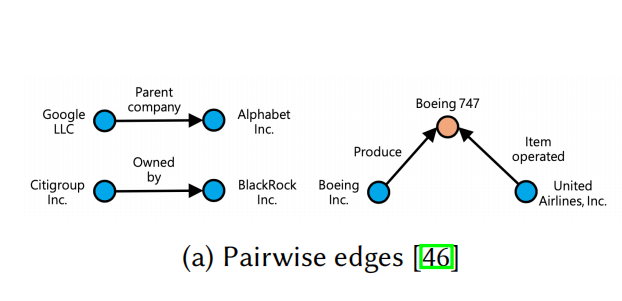 Google
LLC
Parent
company
Alphabet
Inc.
Citigroup
Inc.
Owned
by
BlackRock
Inc.
Boeing 747
Produce
Item
operated
Boeing
Inc.
United
Airlines, Inc.
(a) Pairwise edges [46]